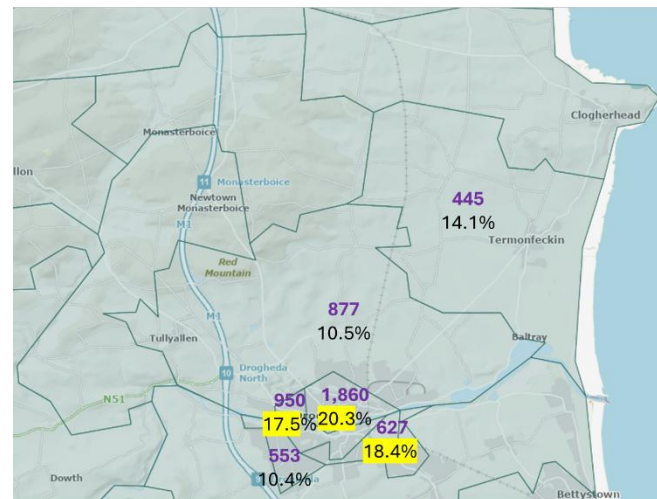 Clogherhead
Monasterboice
llon
11 Monasterboice
Newtown
Monasterboice
M1
445
14.1%
Termonfeckin
Red
Mountain
877
10.5%
M1
Tullyallen
Baltray
10 Drogheda
North
N51
950
1,860
17.5%
20.3%
627
18.4%
553
10.4%
Dowth
Bettystown